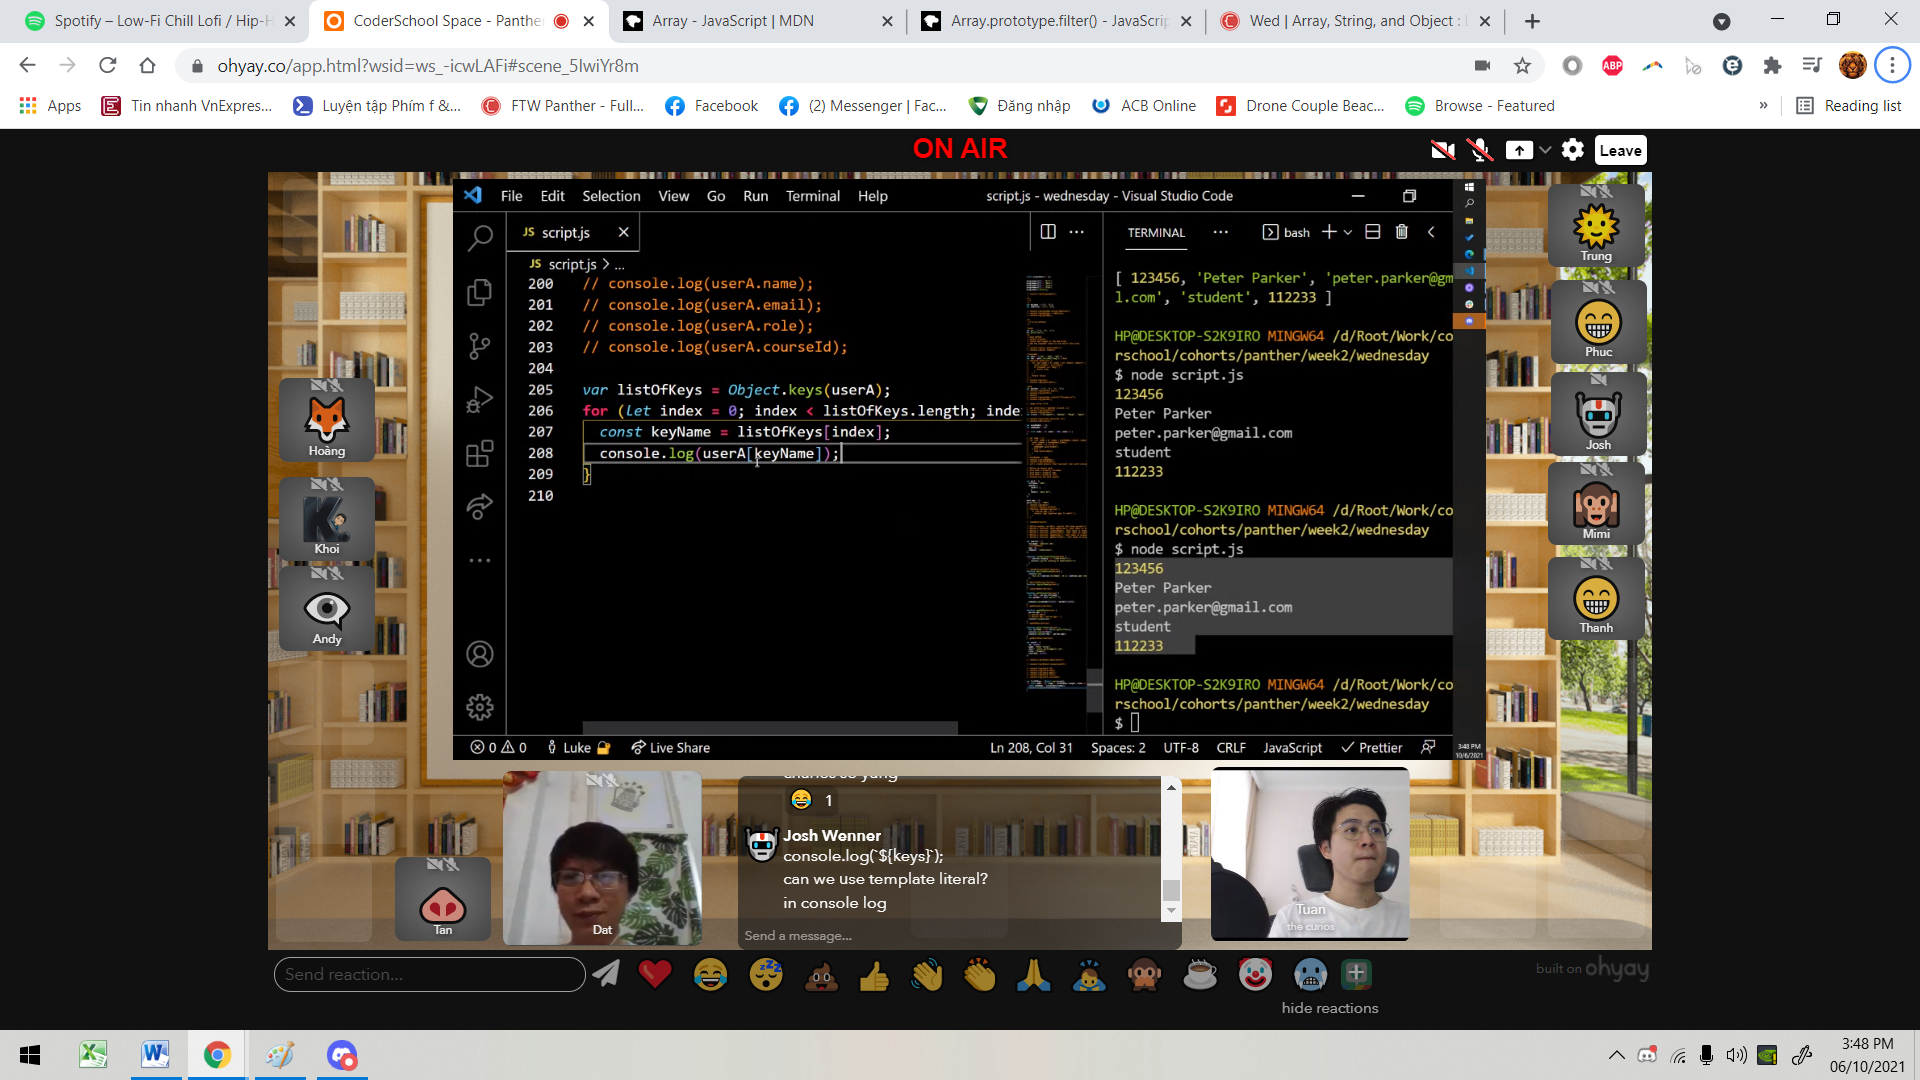 Spotify – Low-Fi Chill Lofi / Hip-H
CoderSchool Space - Panthe
Array - JavaScript | MDN
Array.prototype.filter() - JavaScrip
Wed | Array, String, and Object :
ohyay.co/app.html?wsid=ws_-icwLAFi#scene_5IwiYr8m
ABP
Apps
Tin nhanh VnExpres...
Luyện tập Phím f &...
FTW Panther - Full...
Facebook
(2) Messenger | Fac...
Đăng nhập
ACB Online
Drone Couple Beac...
Browse - Featured
»
Reading list
ON AIR
Leave
File Edit Selection View Go Run Terminal Help
script.js - wednesday - Visual Studio Code
JS script.js
JS script.js > ...
200 // console.log(userA.name);
201 // console.log(userA.email);
202 // console.log(userA.role);
203 // console.log(userA.courseId);
204
205 var listOfKeys = Object.keys(userA);
206 for (let index = 0; index < listOfKeys.length; inde
207 const keyName = listOfKeys[index];
208 console.log(userA[keyName]);
209 }
210
TERMINAL ... bash
[ 123456, 'Peter Parker', 'peter.parker@gm
l.com', 'student', 112233 ]
HP@DESKTOP-S2K9IRO MINGW64 /d/Root/Work/co
rschool/cohorts/panther/week2/wednesday
$ node script.js
123456
Peter Parker
peter.parker@gmail.com
student
112233
HP@DESKTOP-S2K9IRO MINGW64 /d/Root/Work/co
rschool/cohorts/panther/week2/wednesday
$ node script.js
123456
Peter Parker
peter.parker@gmail.com
student
112233
HP@DESKTOP-S2K9IRO MINGW64 /d/Root/Work/co
rschool/cohorts/panther/week2/wednesday
$
0 0 Luke Live Share
Ln 208, Col 31 Spaces: 2 UTF-8 CRLF JavaScript Prettier
3:48 PM
10/6/2021
Hoàng
Khoi
Andy
Trung
Phuc
Josh
Mimi
Thanh
Tan
Dat
1
Josh Wenner
console.log(`${keys}`);
can we use template literal?
in console log
Send a message...
Tuan
the curios
Send reaction...
hide reactions
built on ohyay
3:48 PM
06/10/2021